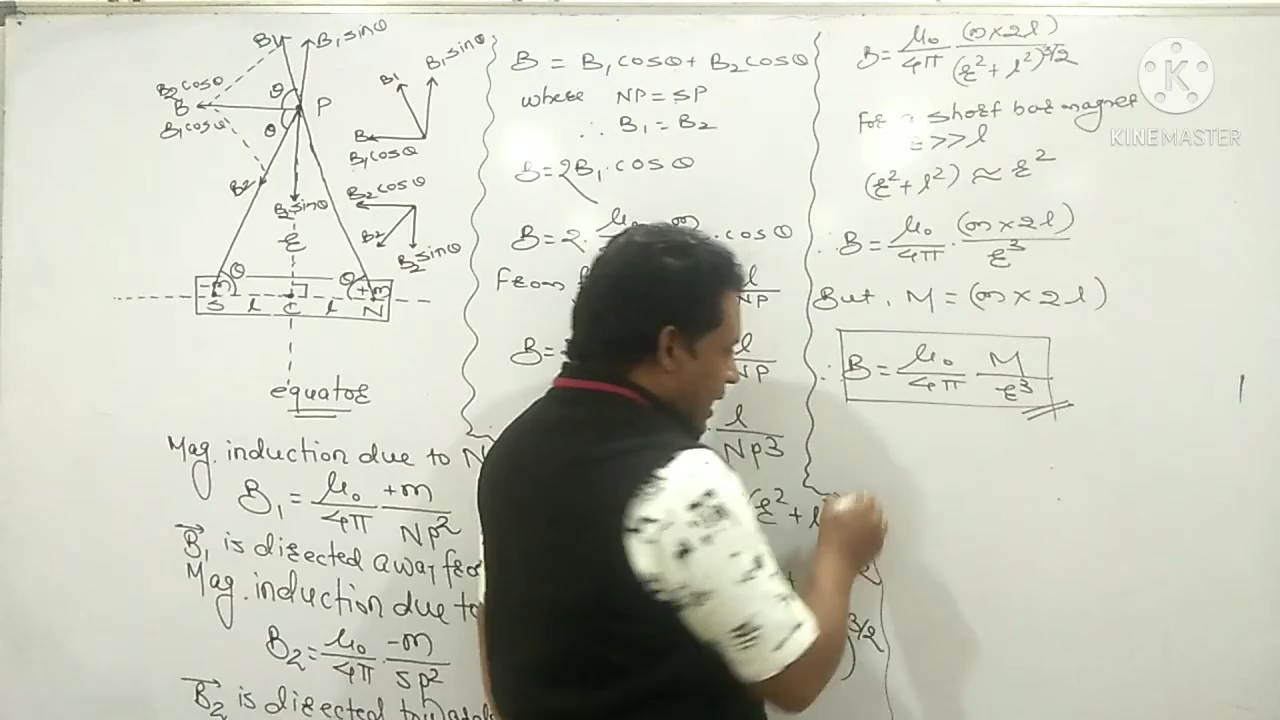 B₁
B₁ sinθ
B₂ cosθ
B
B₁ cosθ
θ
P
θ
B₂
B₂ sinθ
r
θ
θ
-m
+m
S l C l N
equator
B₁
B₁ sinθ
B
B₁ cosθ
B₂ cosθ
B₂
B₂ sinθ
Mag. induction due to N
B₁ = μ₀/4π +m/NP²
B⃗₁ is directed away from
Mag. induction due to
B₂ = μ₀/4π · -m/SP²
B⃗₂ is directed towards
B = B₁ cosθ + B₂ cosθ
where NP = SP
∴ B₁ = B₂
B = 2B₁ · cosθ
B = 2 · μ₀ m · cosθ
From l/NP
B = l/NP
l/NP³
(r² + l
)^3/2
B = μ₀/4π (m×2l)/(r² + l²)^3/2
For a short bar magnet
r >> l
(r² + l²) ≈ r²
∴ B = μ₀/4π · (m×2l)/r³
But, M = (m×2l)
∴ B = μ₀/4π M/r³
K
KINEMASTER